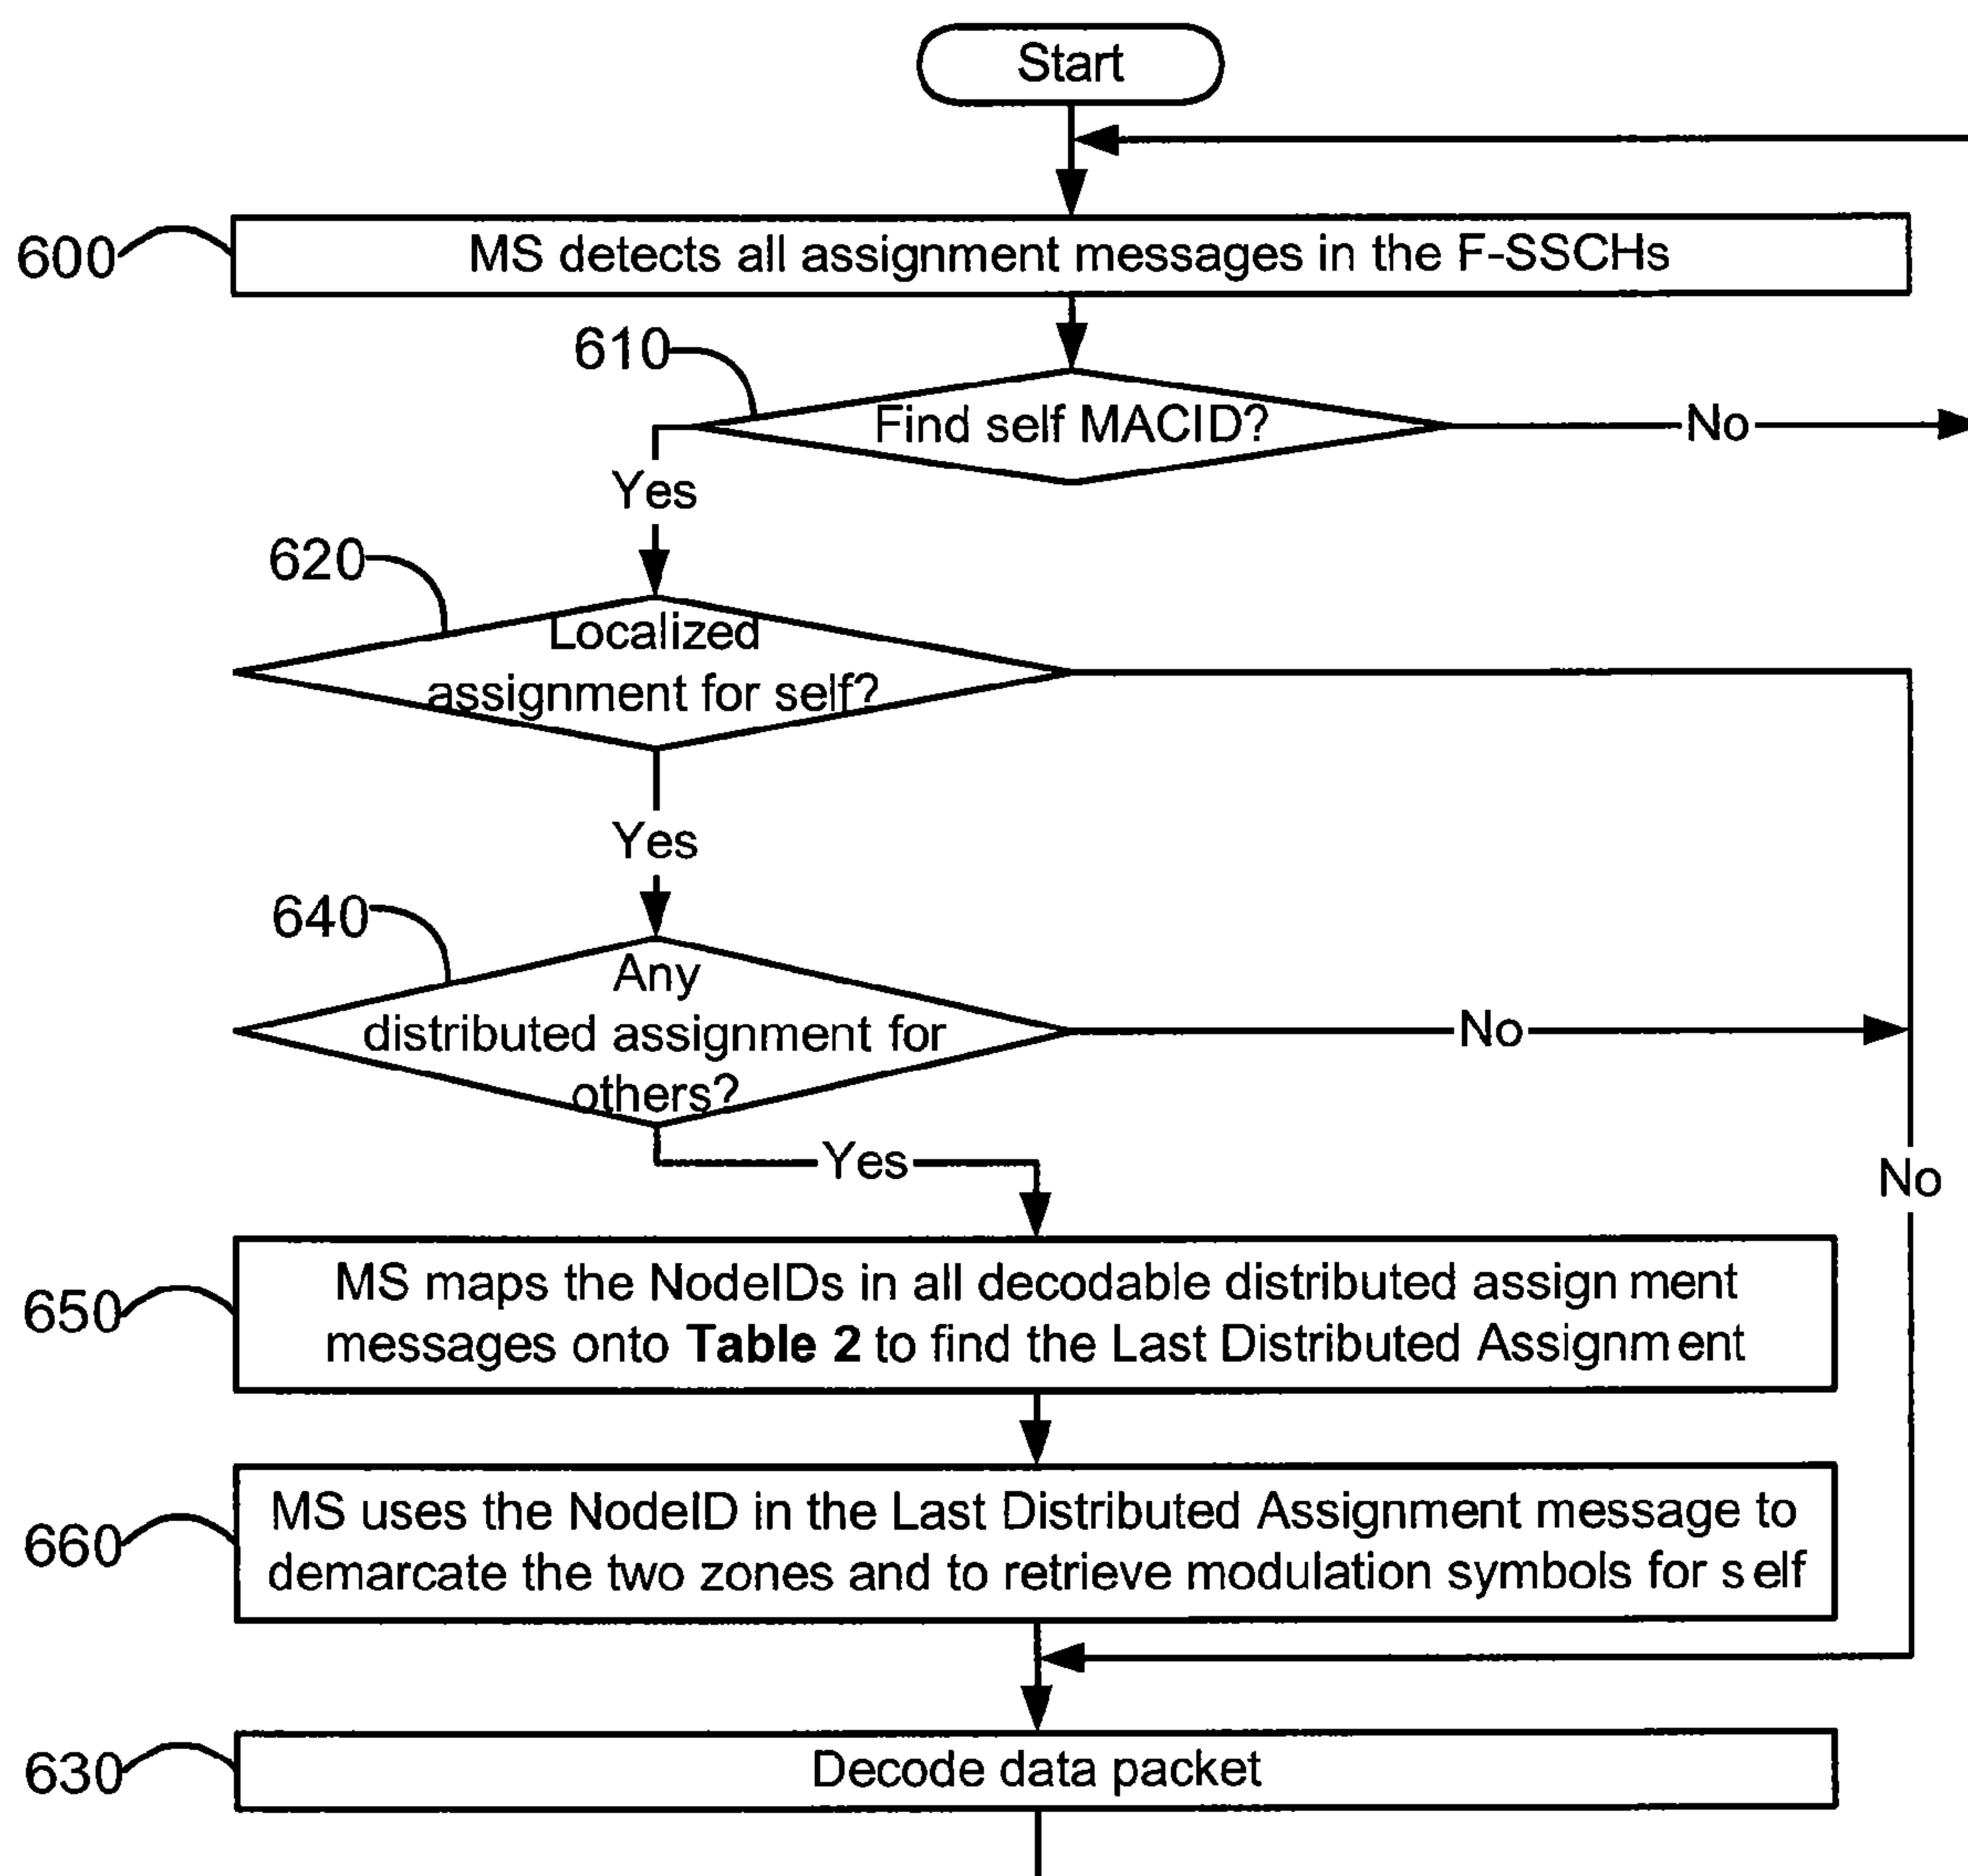 Start
600
MS detects all assignment messages in the F-SSCHs
610
Find self MACID?
No
Yes
620
Localized
assignment for self?
Yes
640
Any
distributed assignment for
others?
No
Yes
No
650
MS maps the NodeIDs in all decodable distributed assign ment
messages onto Table 2 to find the Last Distributed Assignment
660
MS uses the NodeID in the Last Distributed Assignment message to
demarcate the two zones and to retrieve modulation symbols for s elf
630
Decode data packet